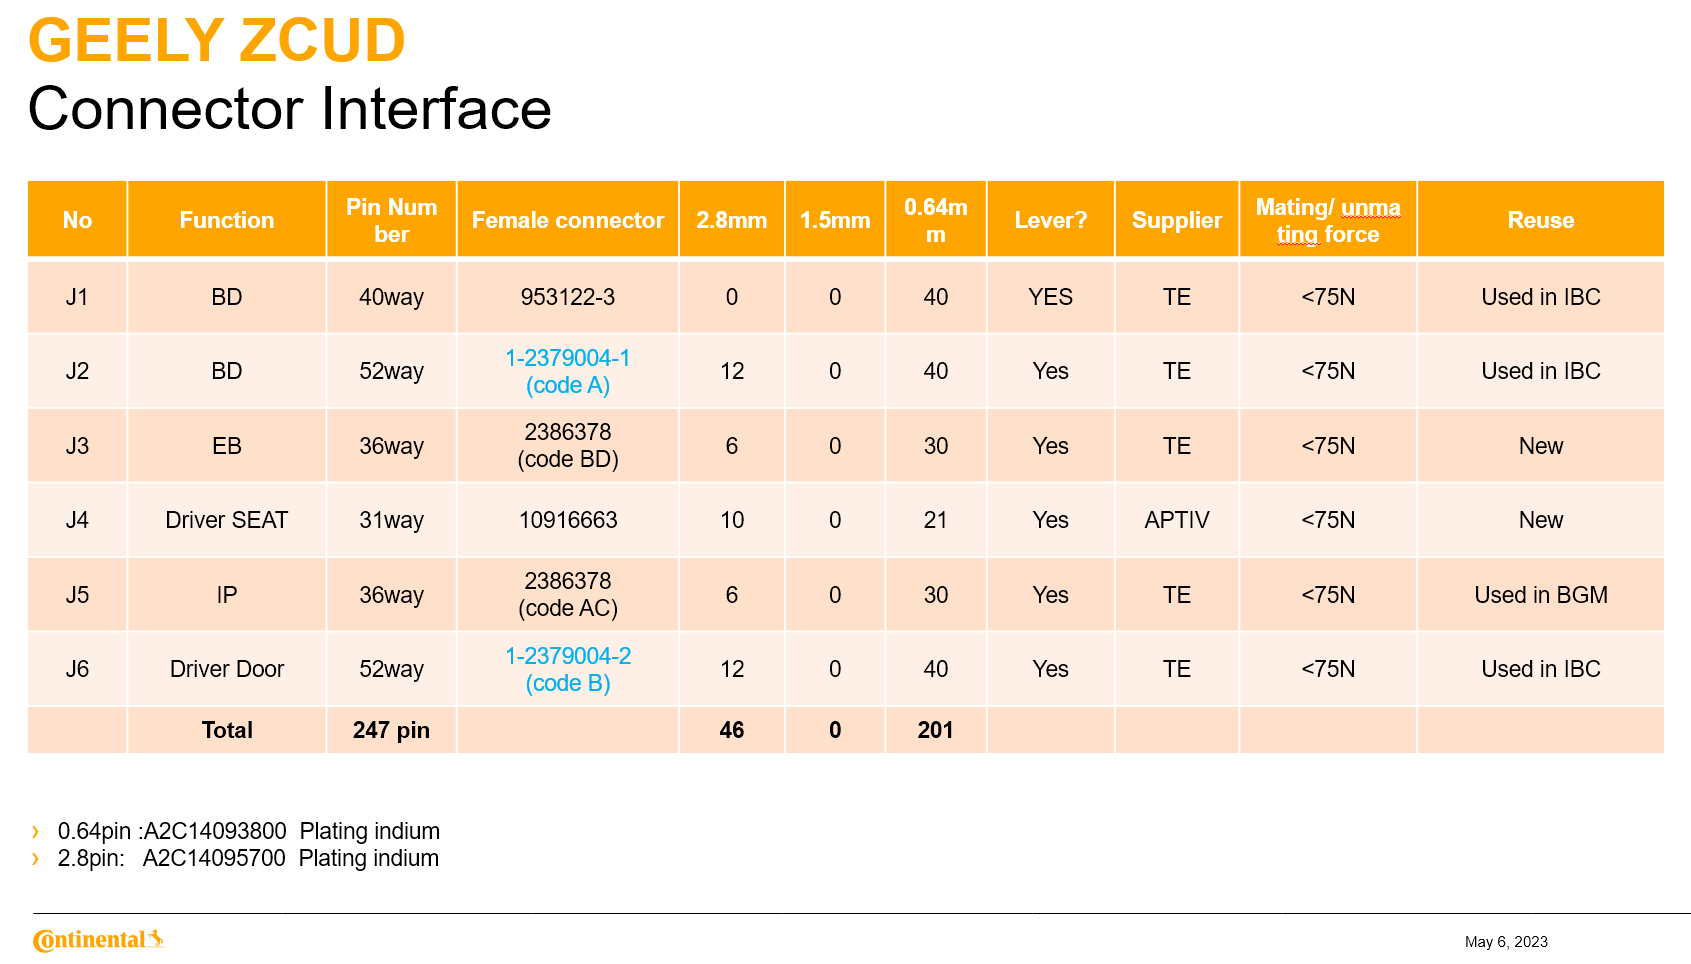 GEELY ZCUD
Connector Interface
No Function Pin Num Female connector 2.8mm 1.5mm 0.64m Lever? Supplier Mating/ unma Reuse
ber m ting force
J1 BD 40way 953122-3 0 0 40 YES TE <75N Used in IBC
J2 BD 52way 1-2379004-1 12 0 40 Yes TE <75N Used in IBC
(code A)
J3 EB 36way 2386378 6 0 30 Yes TE <75N New
(code BD)
J4 Driver SEAT 31way 10916663 10 0 21 Yes APTIV <75N New
J5 IP 36way 2386378 6 0 30 Yes TE <75N Used in BGM
(code AC)
J6 Driver Door 52way 1-2379004-2 12 0 40 Yes TE <75N Used in IBC
(code B)
Total 247 pin 46 0 201
› 0.64pin :A2C14093800 Plating indium
› 2.8pin: A2C14095700 Plating indium
Continental
May 6, 2023